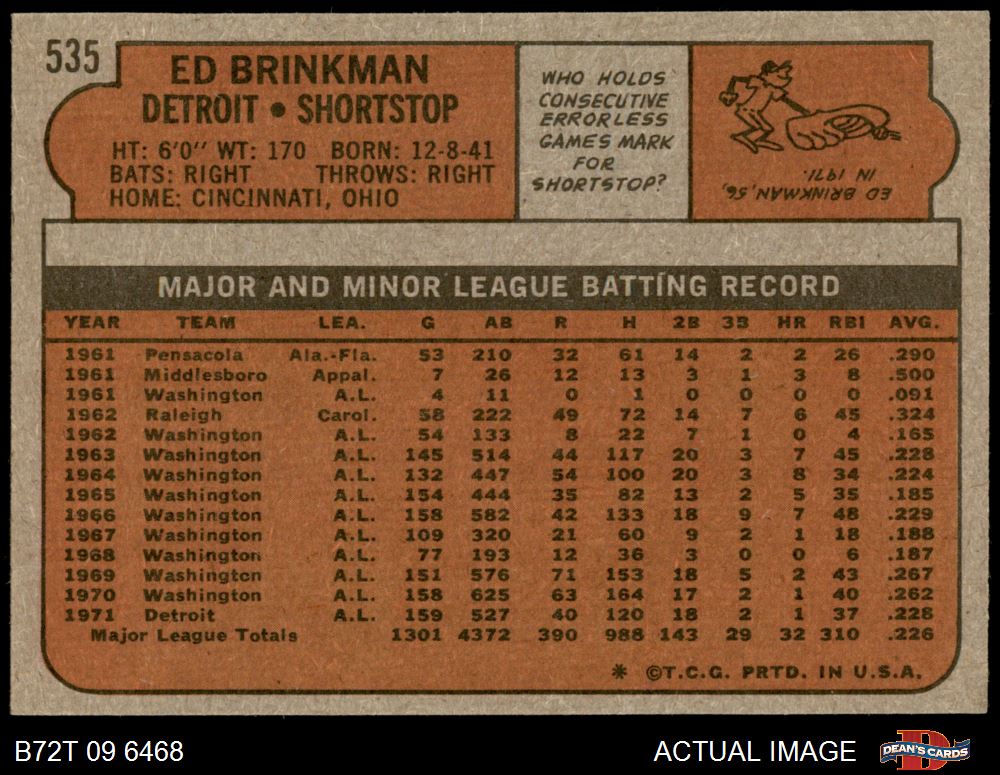 535
ED BRINKMAN
DETROIT • SHORTSTOP
HT: 6'0" WT: 170 BORN: 12-8-41
BATS: RIGHT THROWS: RIGHT
HOME: CINCINNATI, OHIO
WHO HOLDS
CONSECUTIVE
ERRORLESS
GAMES MARK
FOR
SHORTSTOP?
ED BRINKMAN, 56,
IN 1971.
MAJOR AND MINOR LEAGUE BATTING RECORD
YEAR TEAM LEA. G AB R H 2B 3B HR RBI AVG.
1961 Pensacola Ala.-Fla. 53 210 32 61 14 2 2 26 .290
1961 Middlesboro Appal. 7 26 12 13 3 1 3 8 .500
1961 Washington A.L. 4 11 0 1 0 0 0 0 .091
1962 Raleigh Carol. 58 222 49 72 14 7 6 45 .324
1962 Washington A.L. 54 133 8 22 7 1 0 4 .165
1963 Washington A.L. 145 514 44 117 20 3 7 45 .228
1964 Washington A.L. 132 447 54 100 20 3 8 34 .224
1965 Washington A.L. 154 444 35 82 13 2 5 35 .185
1966 Washington A.L. 158 582 42 133 18 9 7 48 .229
1967 Washington A.L. 109 320 21 60 9 2 1 18 .188
1968 Washington A.L. 77 193 12 36 3 0 0 6 .187
1969 Washington A.L. 151 576 71 153 18 5 2 43 .267
1970 Washington A.L. 158 625 63 164 17 2 1 40 .262
1971 Detroit A.L. 159 527 40 120 18 2 1 37 .228
Major League Totals 1301 4372 390 988 143 29 32 310 .226
* ©T.C.G. PRTD. IN U.S.A.
B72T 09 6468
ACTUAL IMAGE
D
DEAN'S CARDS